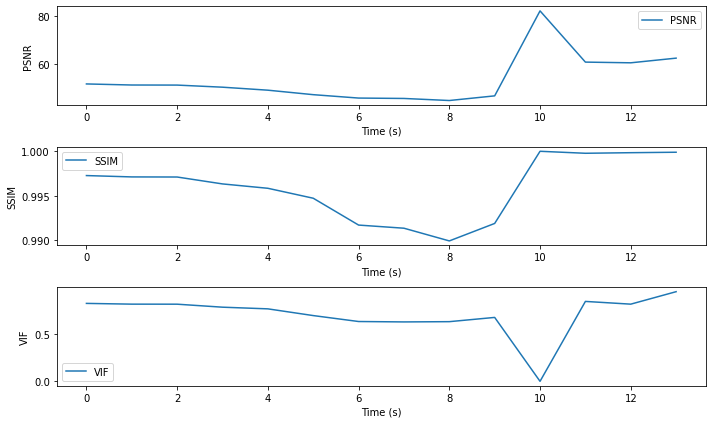 80
60
PSNR
PSNR
0 2 4 6 8 10 12
Time (s)
1.000
0.995
0.990
SSIM
SSIM
0 2 4 6 8 10 12
Time (s)
0.5
0.0
VIF
VIF
0 2 4 6 8 10 12
Time (s)